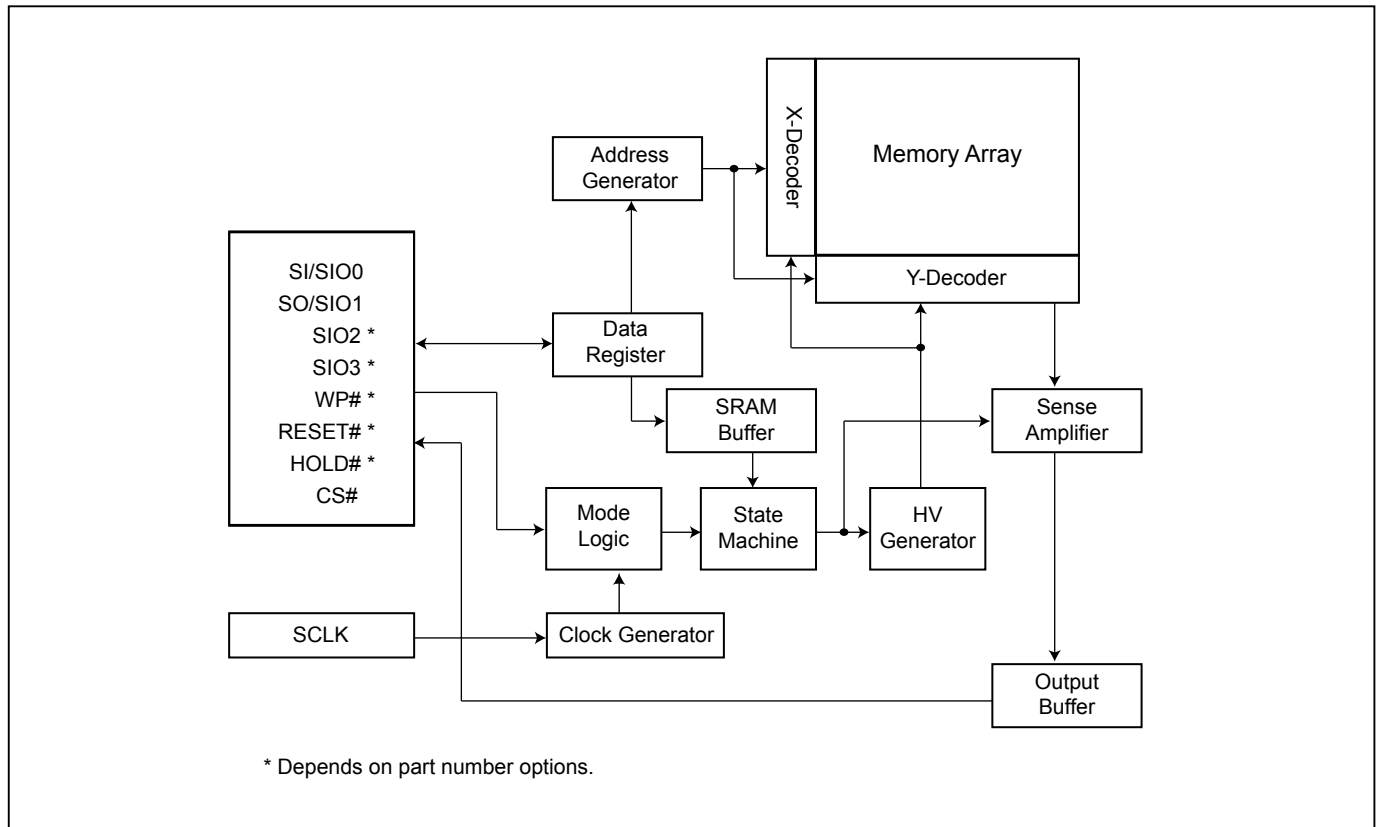 X-Decoder
Memory Array
Address
Generator
SI/SIO0
SO/SIO1
SIO2 *
SIO3 *
WP# *
RESET# *
HOLD# *
CS#
Y-Decoder
Data
Register
SRAM
Buffer
Sense
Amplifier
Mode
Logic
State
Machine
HV
Generator
SCLK
Clock Generator
Output
Buffer
* Depends on part number options.